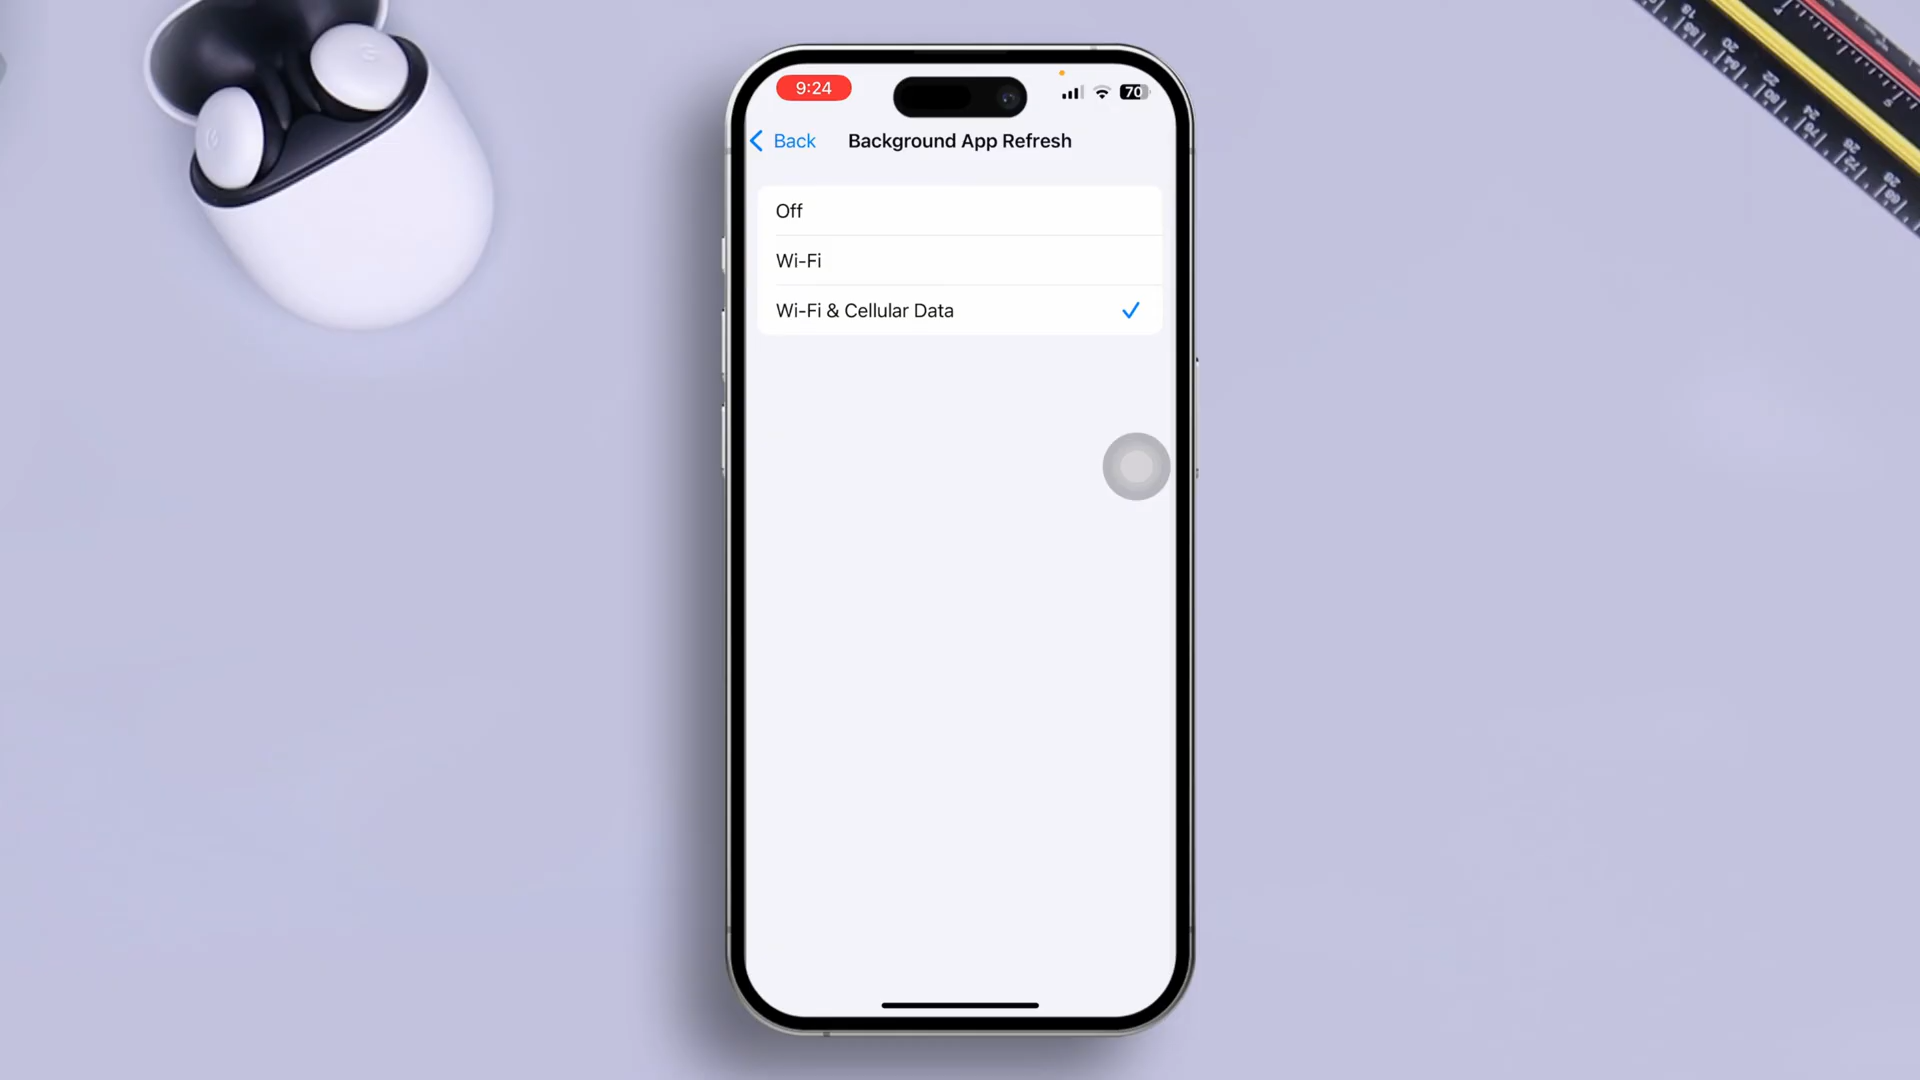 9:24
70
Back
Background App Refresh
Off
Wi-Fi
Wi-Fi & Cellular Data